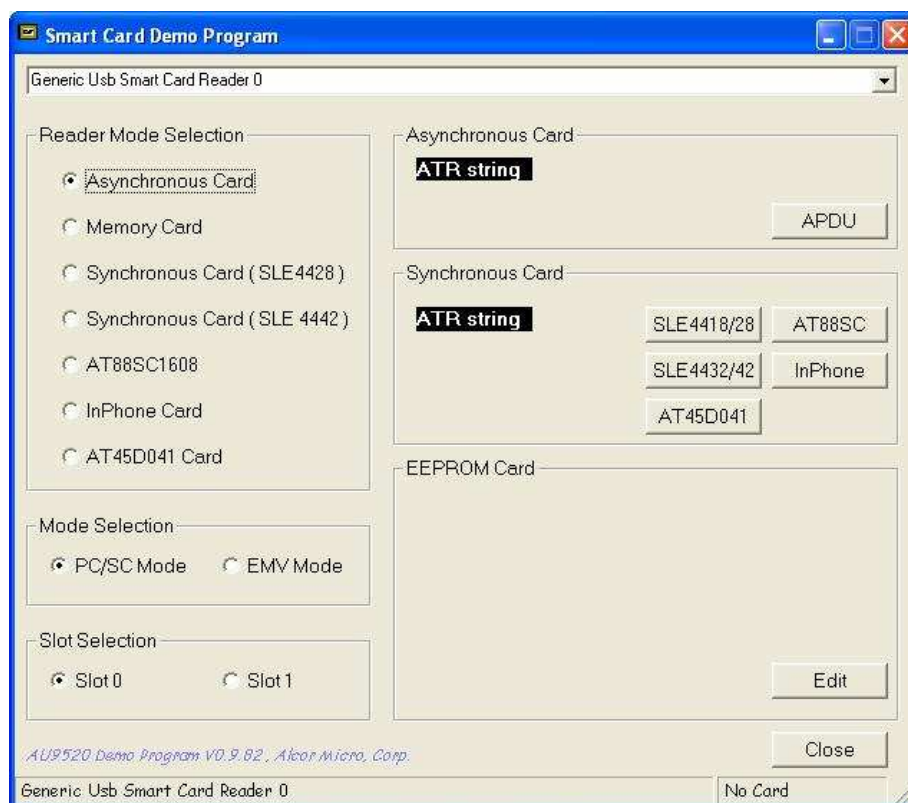 Smart Card Demo Program
Generic Usb Smart Card Reader 0
Reader Mode Selection
Asynchronous Card
Memory Card
Synchronous Card ( SLE4428 )
Synchronous Card ( SLE 4442 )
AT88SC1608
InPhone Card
AT45D041 Card
Mode Selection
PC/SC Mode
EMV Mode
Slot Selection
Slot 0
Slot 1
Asynchronous Card
ATR string
APDU
Synchronous Card
ATR string
SLE4418/28
AT88SC
SLE4432/42
InPhone
AT45D041
EEPROM Card
Edit
AU9520 Demo Program V0.9.82 , Alcor Micro, Corp.
Close
Generic Usb Smart Card Reader 0
No Card